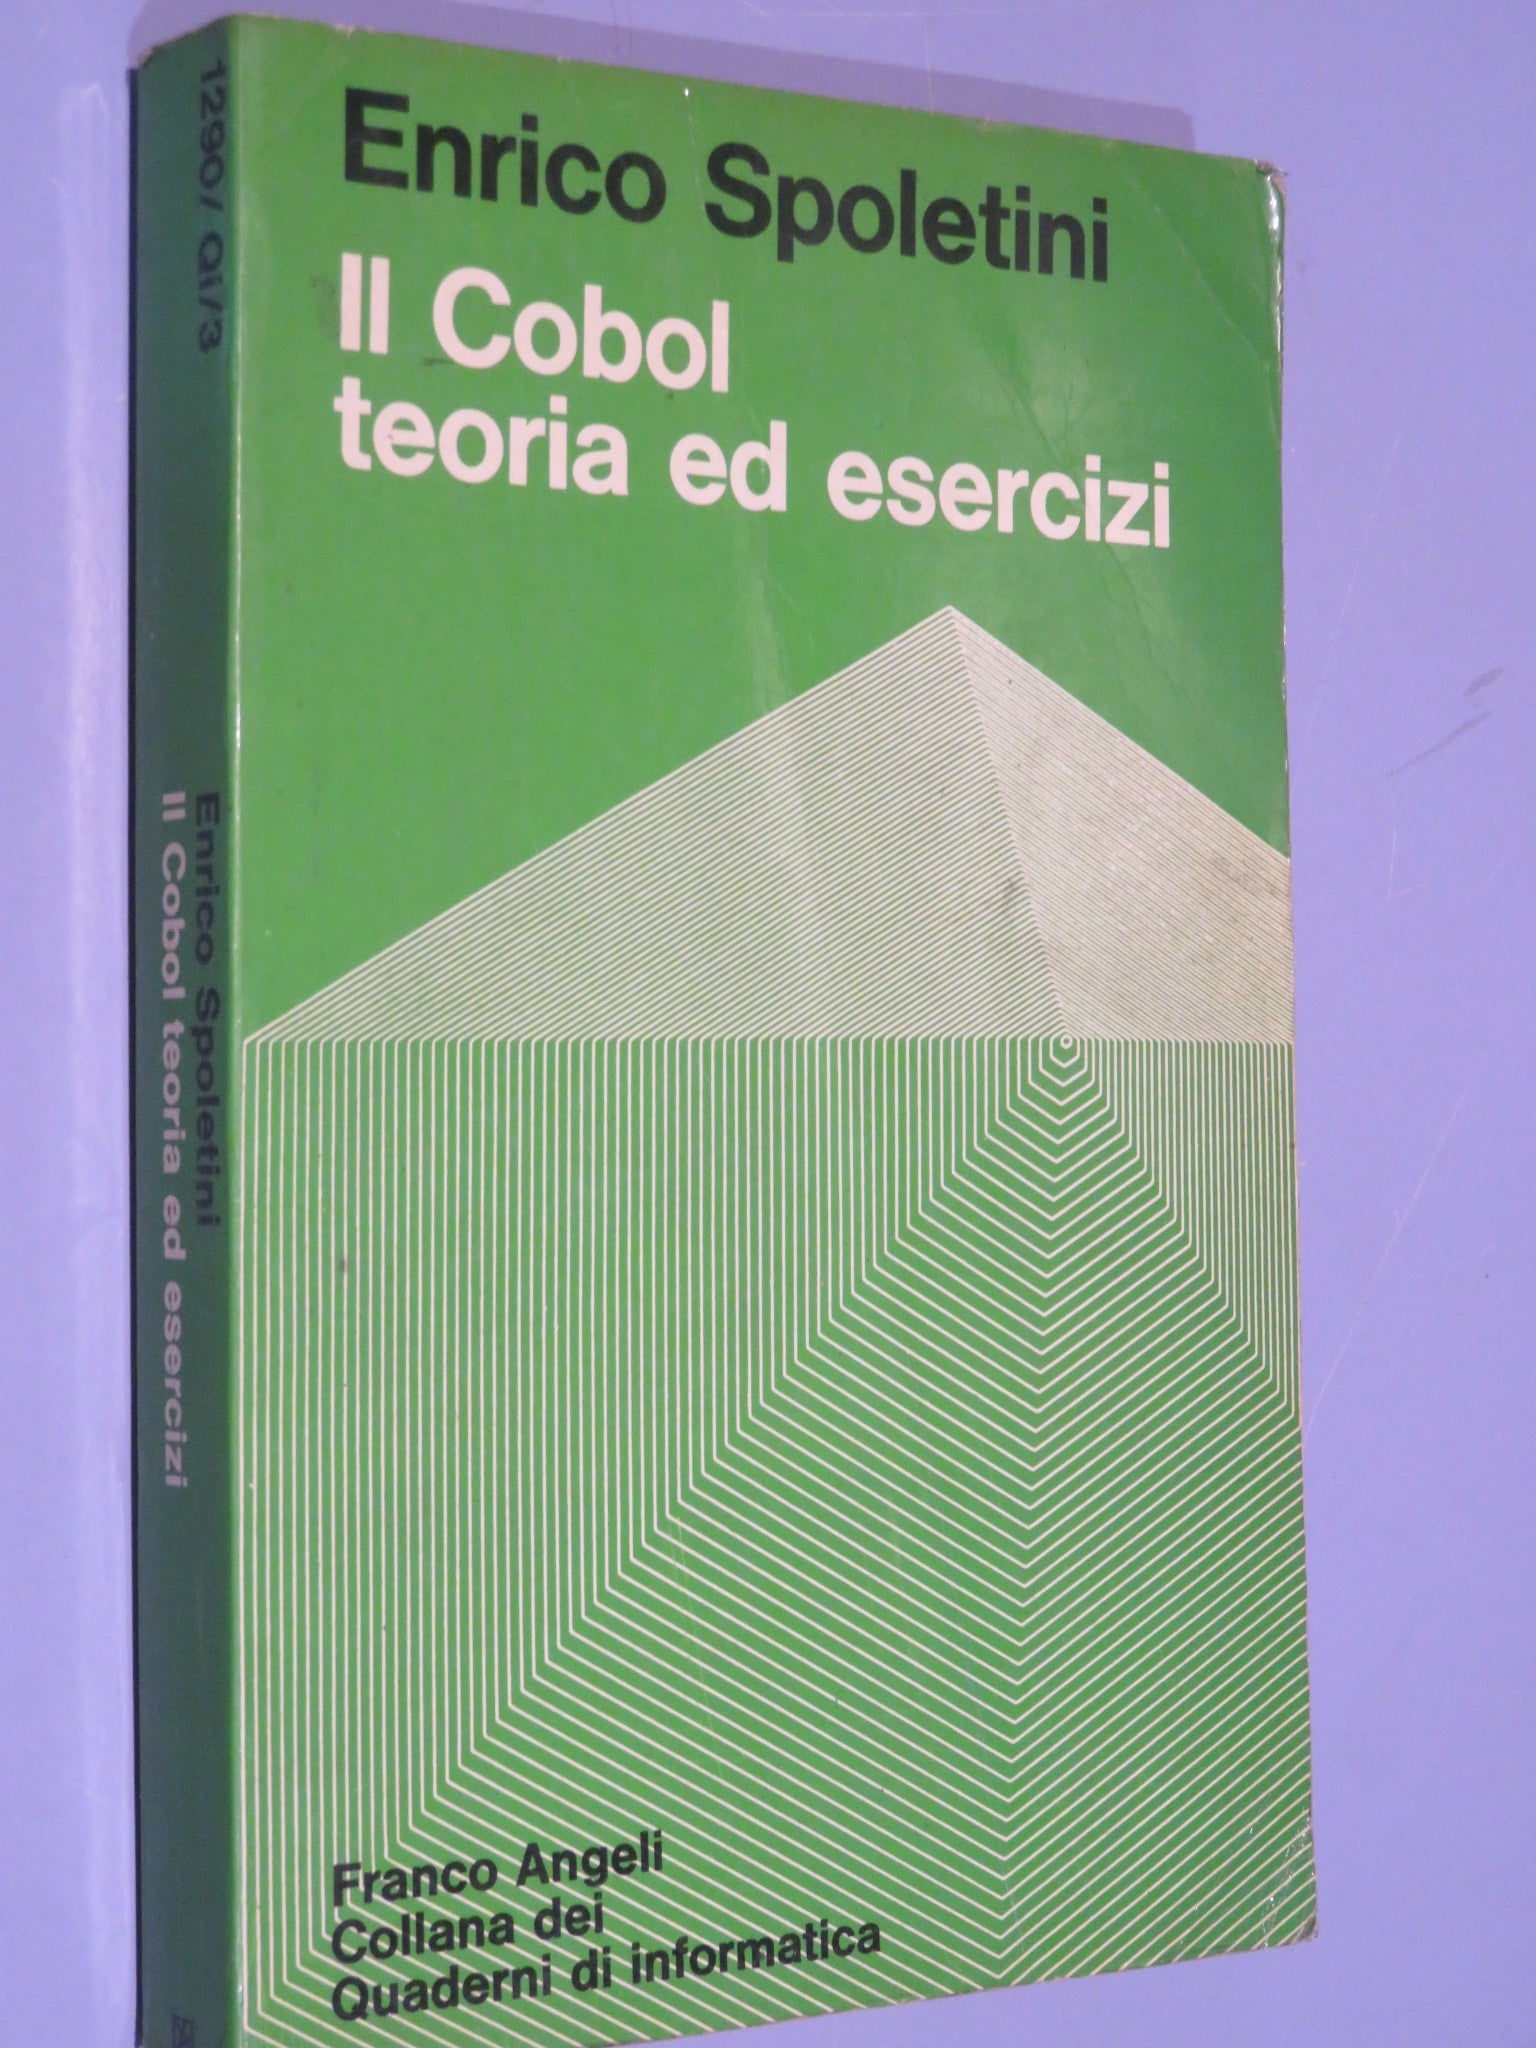 Enrico Spoletini
Il Cobol
teoria ed esercizi
Franco Angeli
Collana dei
Quaderni di informatica
1290/ QI/3
Enrico Spoletini
Il Cobol teoria ed esercizi